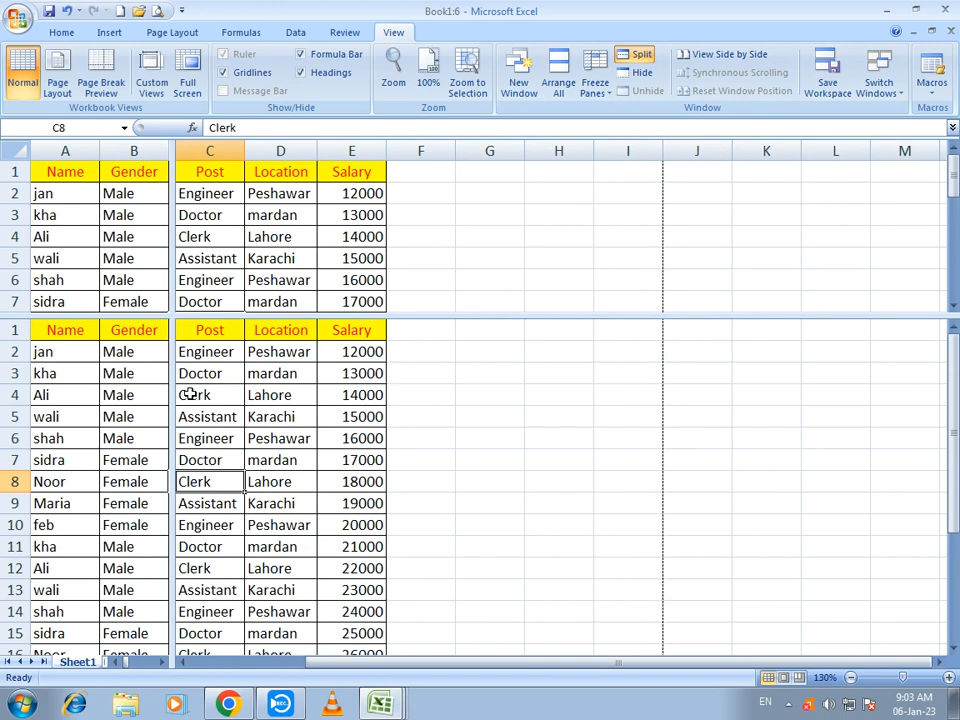 Book1:6 - Microsoft Excel
Home Insert Page Layout Formulas Data Review View
Normal Page Layout Page Break Preview Custom Views Full Screen
Ruler Formula Bar
Gridlines Headings
Message Bar
Zoom 100% Zoom to Selection
New Window Arrange All Freeze Panes
Split
Hide
Unhide
View Side by Side
Synchronous Scrolling
Reset Window Position
Save Workspace Switch Windows Macros
Workbook Views Show/Hide Zoom Window Macros
C8 fx Clerk
A B C D E F G H I J K L M
1 Name Gender Post Location Salary
2 jan Male Engineer Peshawar 12000
3 kha Male Doctor mardan 13000
4 Ali Male Clerk Lahore 14000
5 wali Male Assistant Karachi 15000
6 shah Male Engineer Peshawar 16000
7 sidra Female Doctor mardan 17000
1 Name Gender Post Location Salary
2 jan Male Engineer Peshawar 12000
3 kha Male Doctor mardan 13000
4 Ali Male Clerk Lahore 14000
5 wali Male Assistant Karachi 15000
6 shah Male Engineer Peshawar 16000
7 sidra Female Doctor mardan 17000
8 Noor Female Clerk Lahore 18000
9 Maria Female Assistant Karachi 19000
10 feb Female Engineer Peshawar 20000
11 kha Male Doctor mardan 21000
12 Ali Male Clerk Lahore 22000
13 wali Male Assistant Karachi 23000
14 shah Male Engineer Peshawar 24000
15 sidra Female Doctor mardan 25000
16 Noor Female Clerk Lahore 26000
Sheet1
Ready 130%
EN 9:03 AM
06-Jan-23